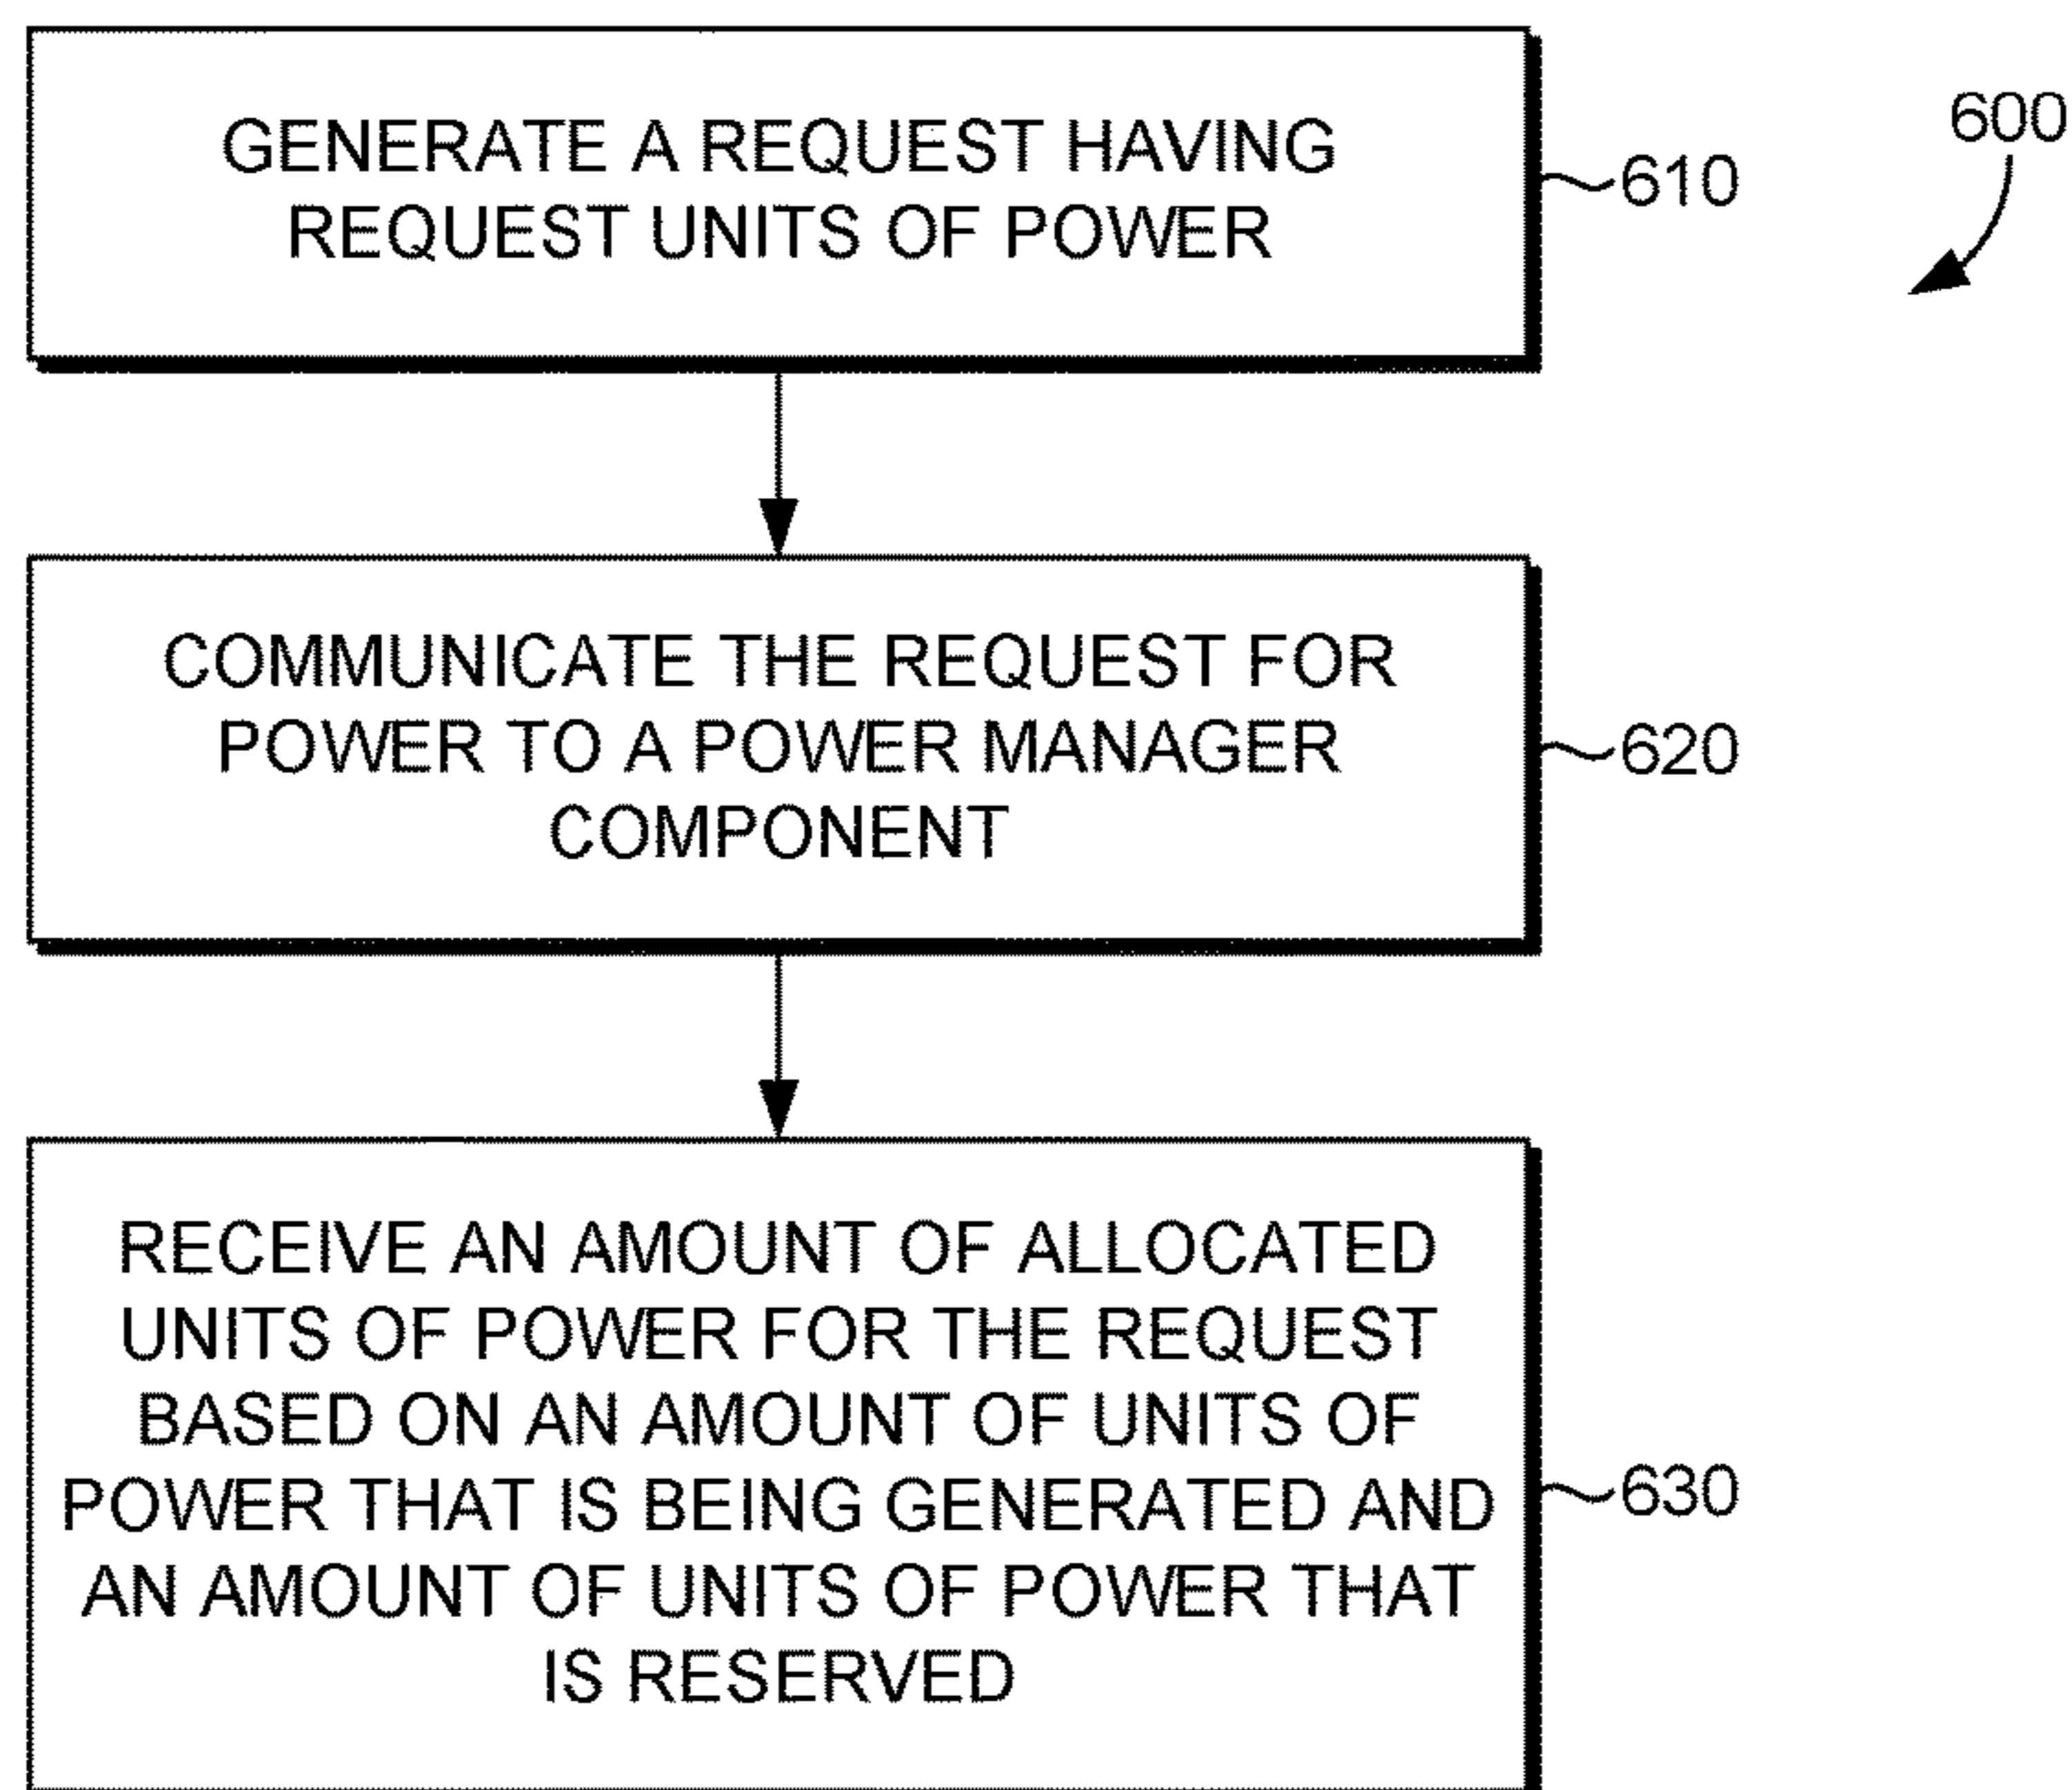 GENERATE A REQUEST HAVING
REQUEST UNITS OF POWER
610
600
COMMUNICATE THE REQUEST FOR
POWER TO A POWER MANAGER
COMPONENT
620
RECEIVE AN AMOUNT OF ALLOCATED
UNITS OF POWER FOR THE REQUEST
BASED ON AN AMOUNT OF UNITS OF
POWER THAT IS BEING GENERATED AND
AN AMOUNT OF UNITS OF POWER THAT
IS RESERVED
630